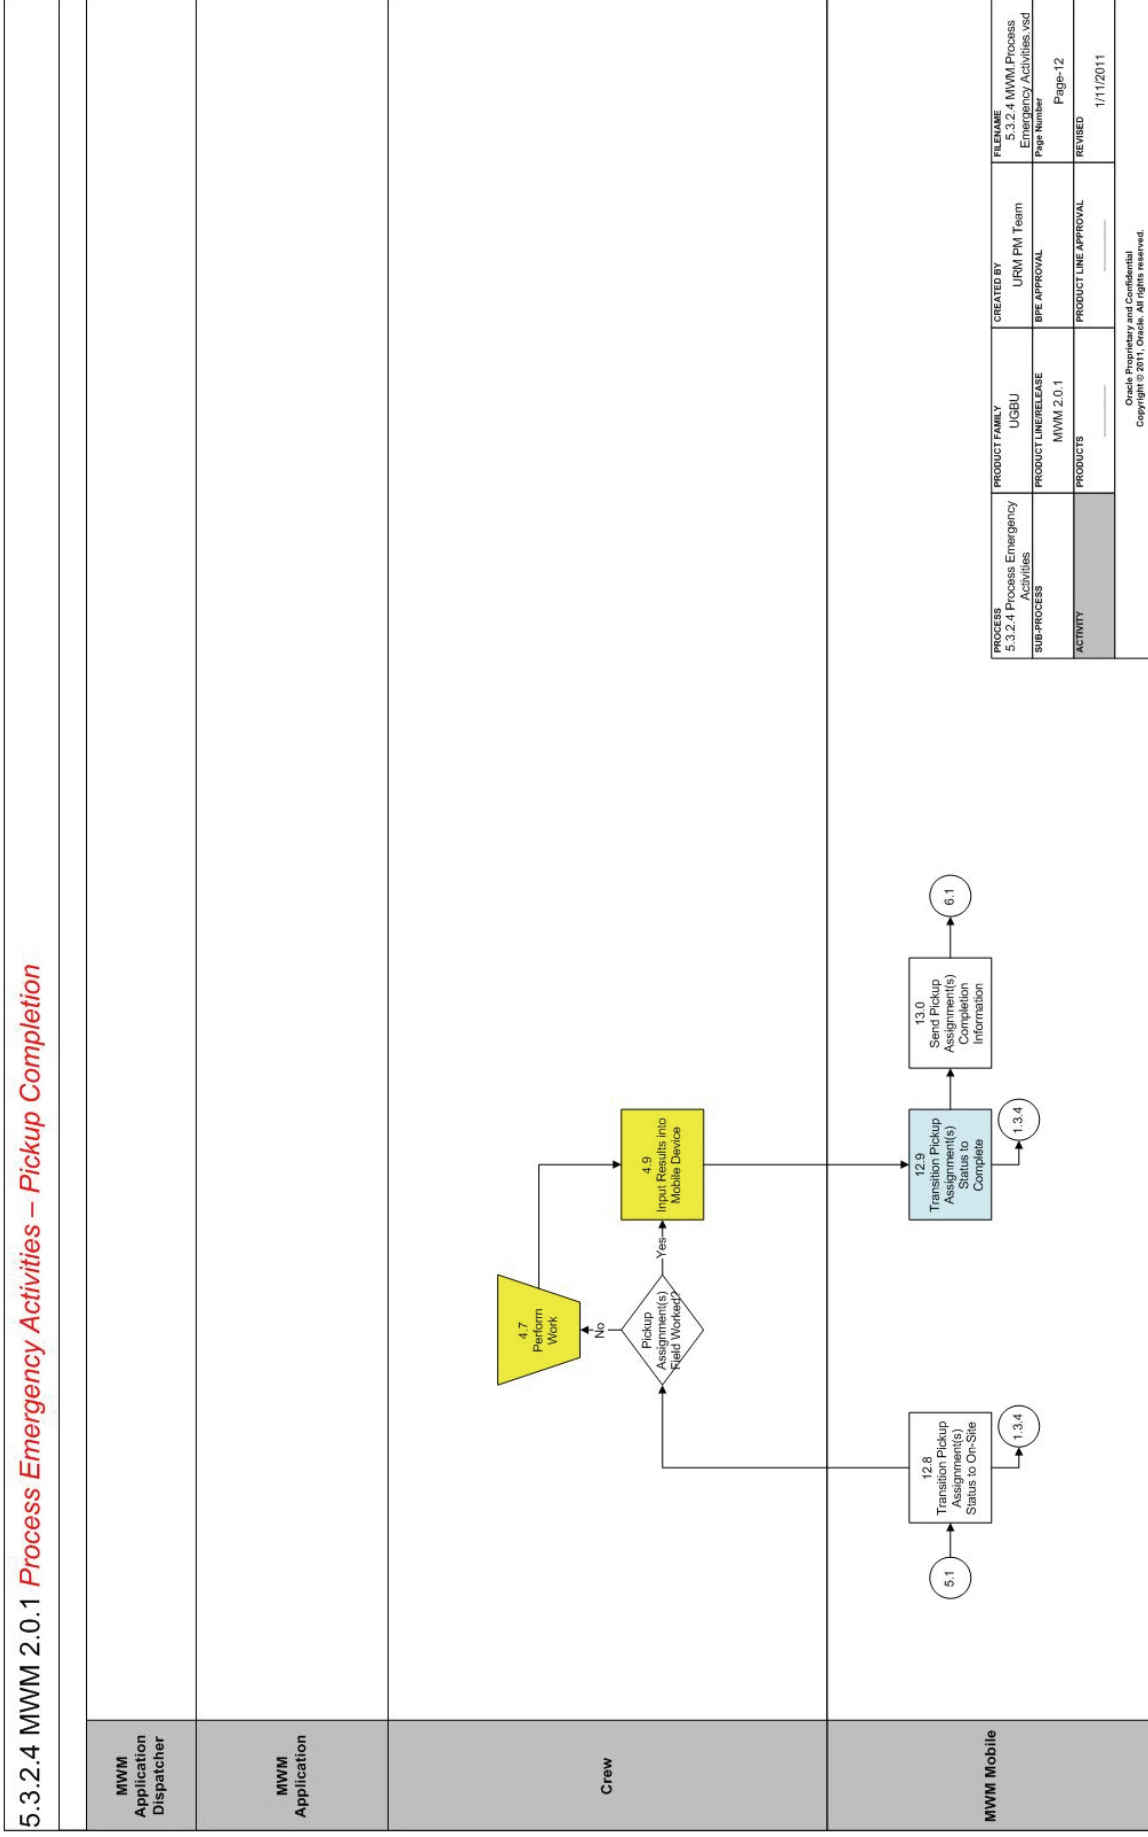 5.3.2.4 MWM 2.0.1 Process Emergency Activities – Pickup Completion
MWM
Application
Dispatcher
MWM
Application
Crew
4.7
Perform
Work
No
Pickup
Assignment(s)
Field Worked?
Yes
4.9
Input Results into
Mobile Device
MWM Mobile
5.1
12.8
Transition Pickup
Assignment(s)
Status to On-Site
1.3.4
12.9
Transition Pickup
Assignment(s)
Status to
Complete
1.3.4
13.0
Send Pickup
Assignment(s)
Completion
Information
6.1
PROCESS
5.3.2.4 Process Emergency
Activities
PRODUCT FAMILY
UGBU
CREATED BY
URM PM Team
FILENAME
5.3.2.4 MWM.Process
Emergency Activities.vsd
SUB-PROCESS
PRODUCT LINE/RELEASE
MWM 2.0.1
BPE APPROVAL
Page Number
Page-12
ACTIVITY
PRODUCTS
PRODUCT LINE APPROVAL
REVISED
1/11/2011
Oracle Proprietary and Confidential
Copyright © 2011, Oracle. All rights reserved.